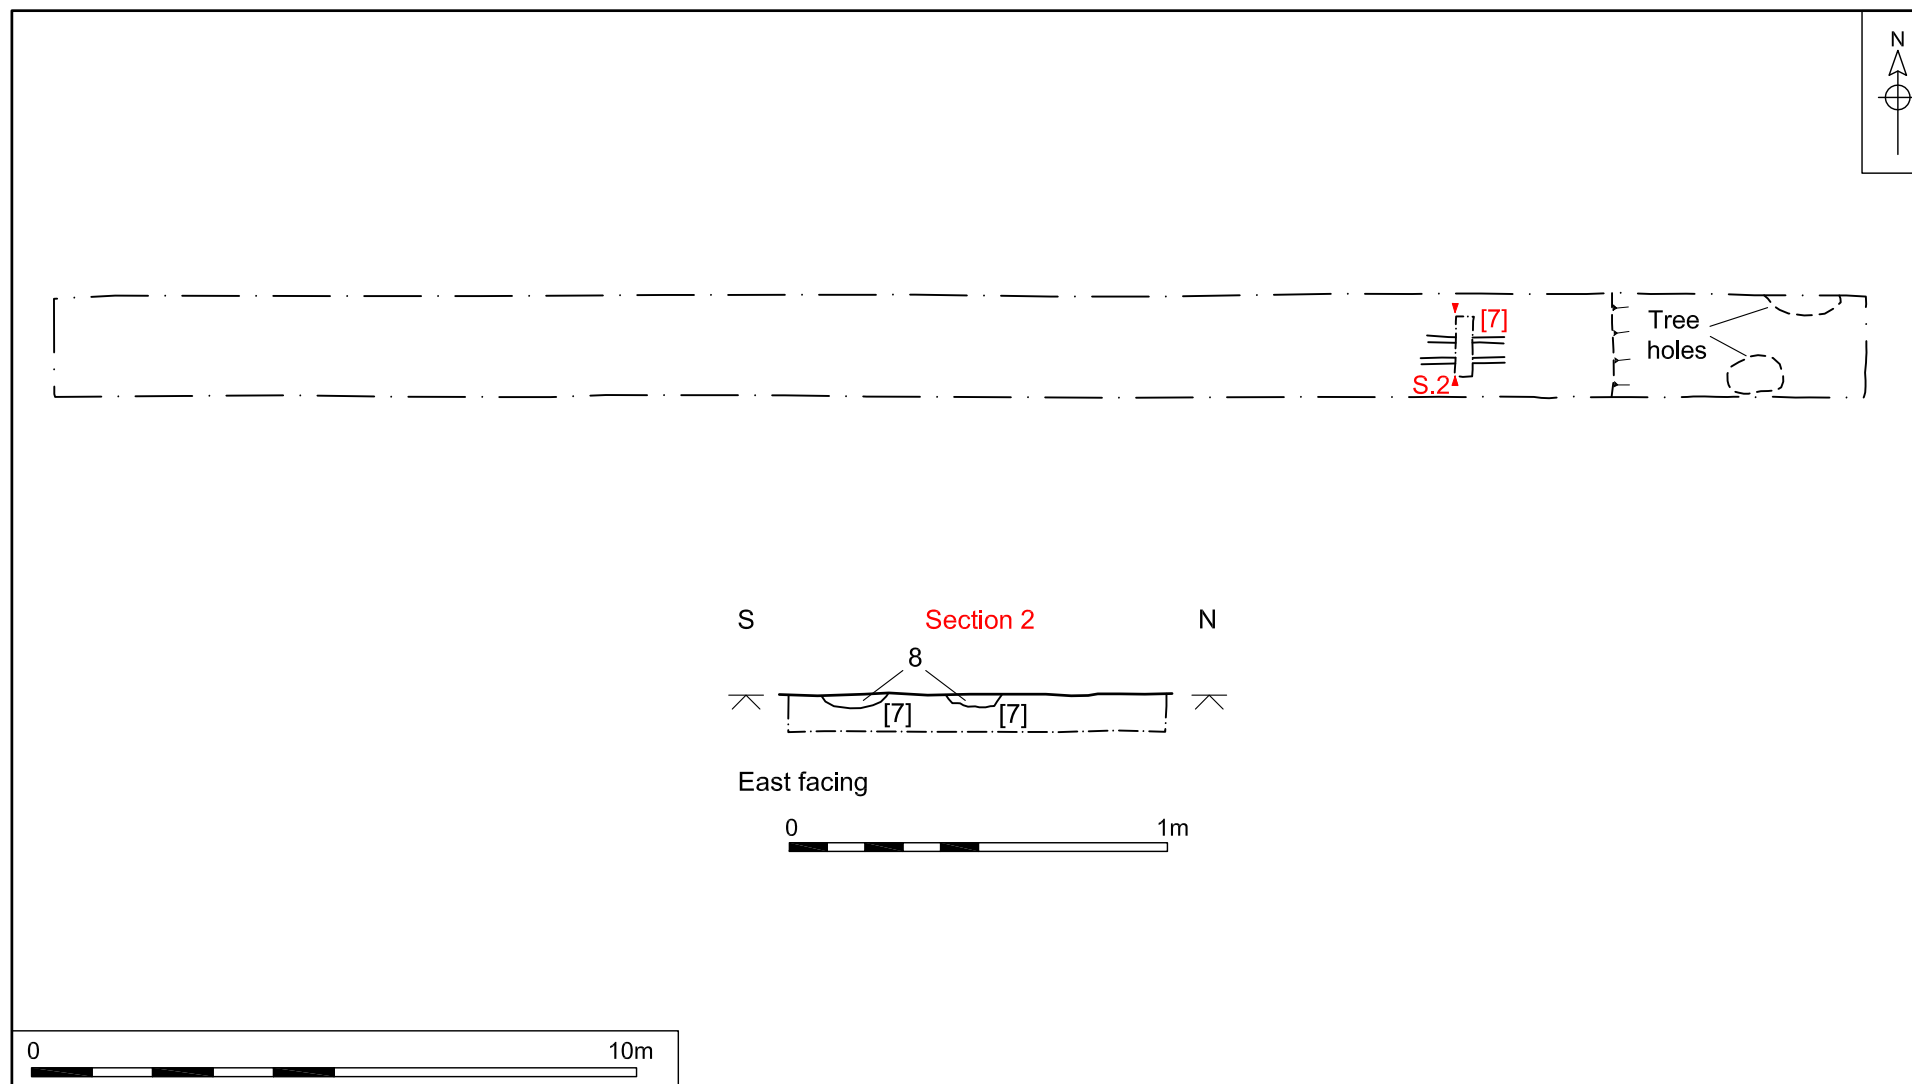 N
[7]
Tree
holes
S.2
S
Section 2
N
8
[7]
[7]
East facing
0
1m
0
10m